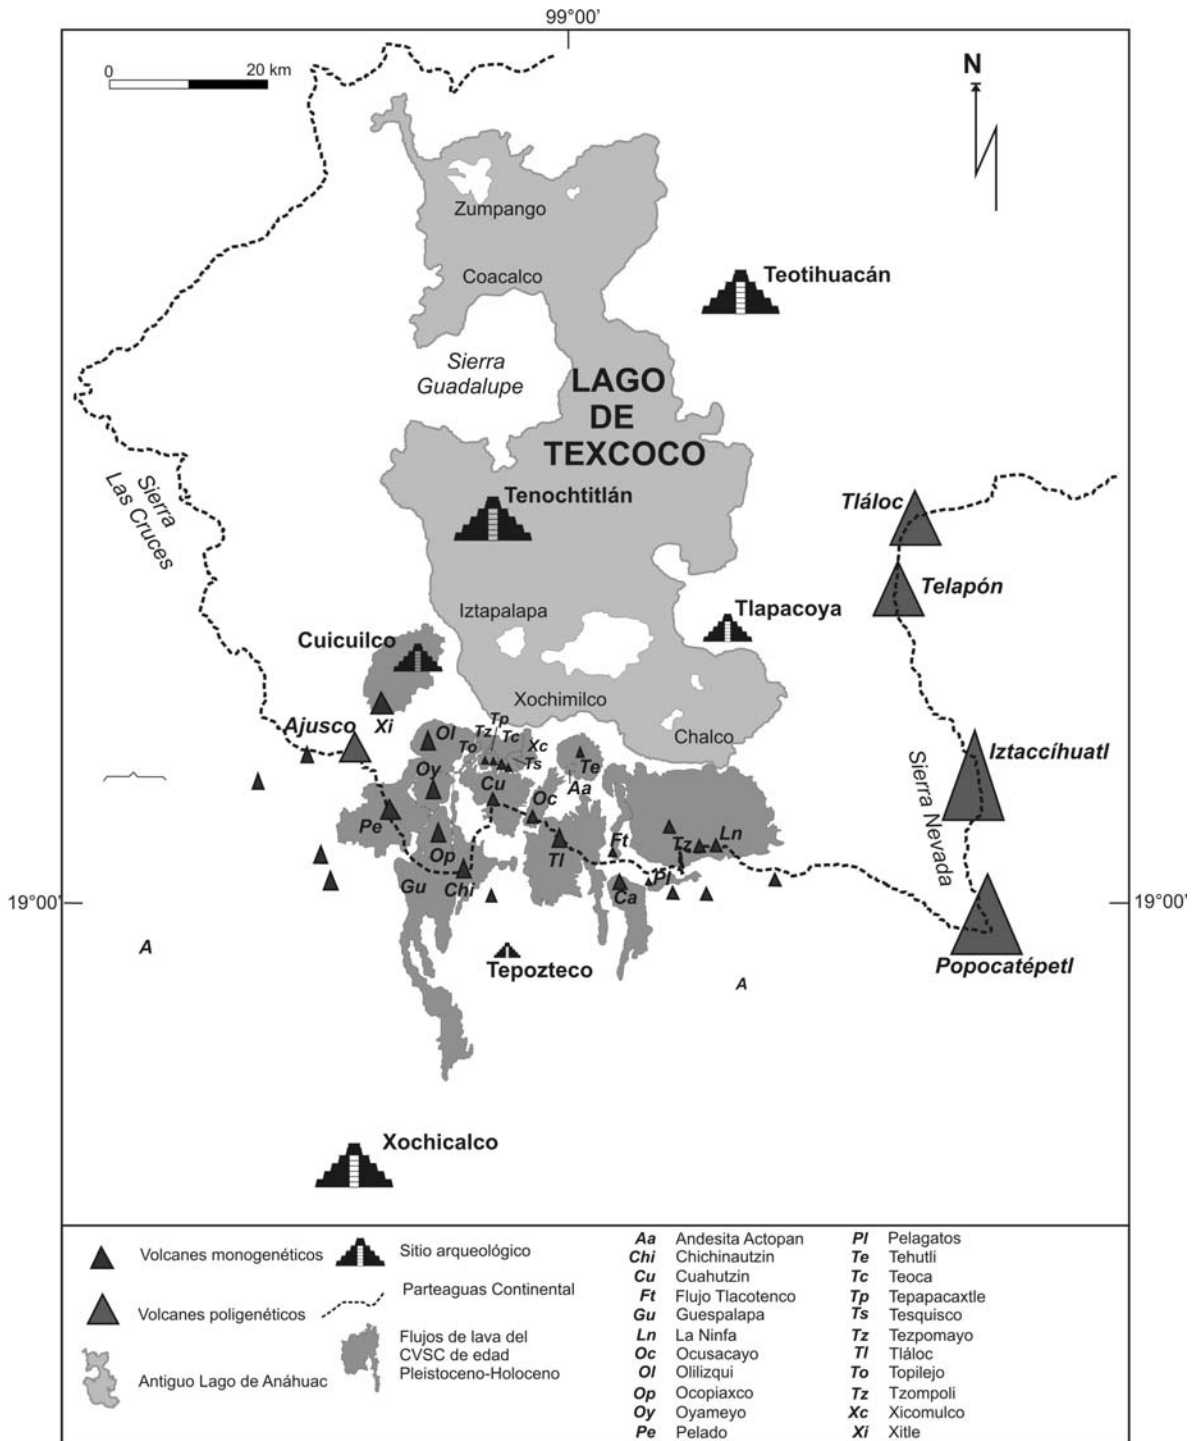 99°00'
0 20 km
N
Zumpango
Coacalco
Teotihuacán
Sierra
Guadalupe
LAGO
DE
TEXCOCO
Sierra
Las Cruces
Tenochtitlán
Tláloc
Telapón
Iztapalapa
Tlapacoya
Cuicuilco
Xochimilco
Xi
Ajusco
Chalco
Iztaccíhuatl
Tp
Tz
Tc
Ol
To
Xc
Ts
Te
Oy
Cu
Aa
Oc
Sierra Nevada
Pe
Op
Tl
Ft
Tz
Ln
Gu
Chi
Ca
Pl
19°00'
19°00'
A
Tepozteco
Popocatépetl
A
Xochicalco
Volcanes monogenéticos
Volcanes poligenéticos
Antiguo Lago de Anáhuac
Sitio arqueológico
Parteaguas Continental
Flujos de lava del
CVSC de edad
Pleistoceno-Holoceno
Aa Andesita Actopan
Chi Chichinautzin
Cu Cuahutzin
Ft Flujo Tlacotenco
Gu Guespalapa
Ln La Ninfa
Oc Ocusacayo
Ol Olilizqui
Op Ocopiaxco
Oy Oyameyo
Pe Pelado
Pl Pelagatos
Te Tehutli
Tc Teoca
Tp Tepapacaxtle
Ts Tesquisco
Tz Tezpomayo
Tl Tláloc
To Topilejo
Tz Tzompoli
Xc Xicomulco
Xi Xitle